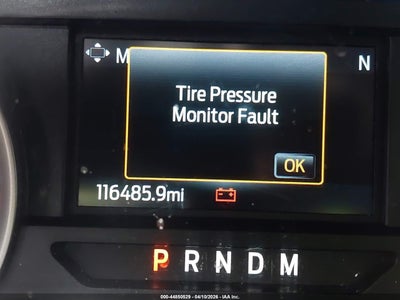 M
N
Tire Pressure
Monitor Fault
OK
116485.9mi
P R N D M
000-44850529 - 04/10/2026 - IAA Inc.